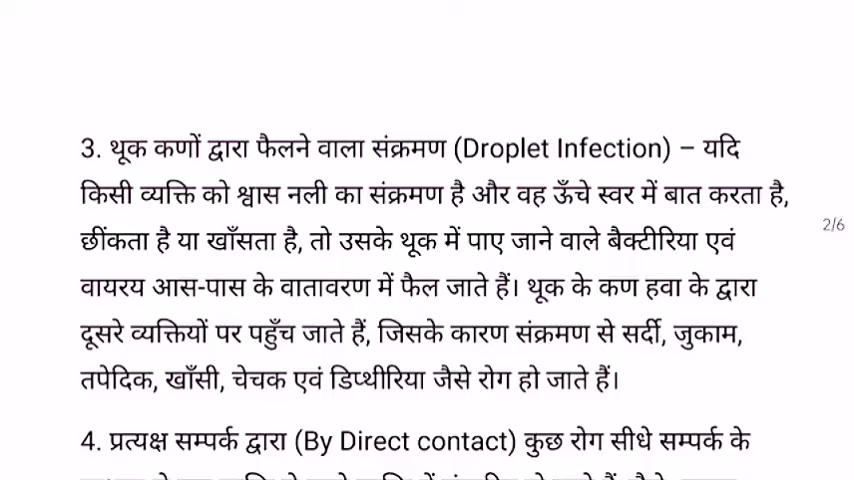 3. थूक कणों द्वारा फैलने वाला संक्रमण (Droplet Infection) – यदि
किसी व्यक्ति को श्वास नली का संक्रमण है और वह ऊँचे स्वर में बात करता है,
2/6
छींकता है या खाँसता है, तो उसके थूक में पाए जाने वाले बैक्टीरिया एवं
वायरय आस-पास के वातावरण में फैल जाते हैं। थूक के कण हवा के द्वारा
दूसरे व्यक्तियों पर पहुँच जाते हैं, जिसके कारण संक्रमण से सर्दी, जुकाम,
तपेदिक, खाँसी, चेचक एवं डिप्थीरिया जैसे रोग हो जाते हैं।
4. प्रत्यक्ष सम्पर्क द्वारा (By Direct contact) कुछ रोग सीधे सम्पर्क के